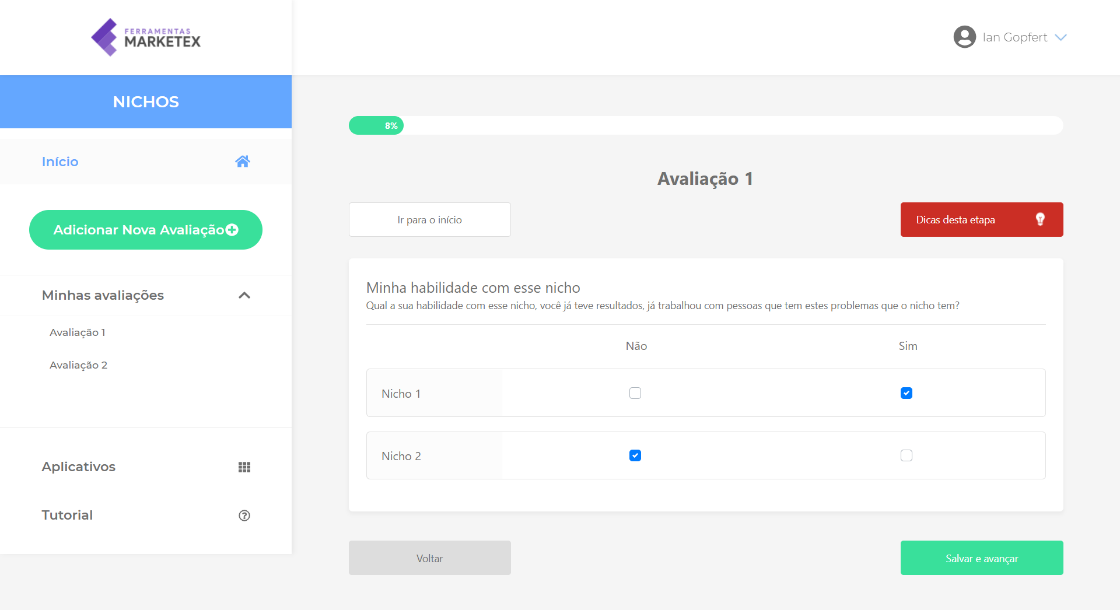 FERRAMENTAS
MARKETEX
Ian Gopfert
NICHOS
Início
Adicionar Nova Avaliação
Minhas avaliações
Avaliação 1
Avaliação 2
Aplicativos
Tutorial
8%
Avaliação 1
Ir para o início
Dicas desta etapa
Minha habilidade com esse nicho
Qual a sua habilidade com esse nicho, você já teve resultados, já trabalhou com pessoas que tem estes problemas que o nicho tem?
Não Sim
Nicho 1
Nicho 2
Voltar
Salvar e avançar